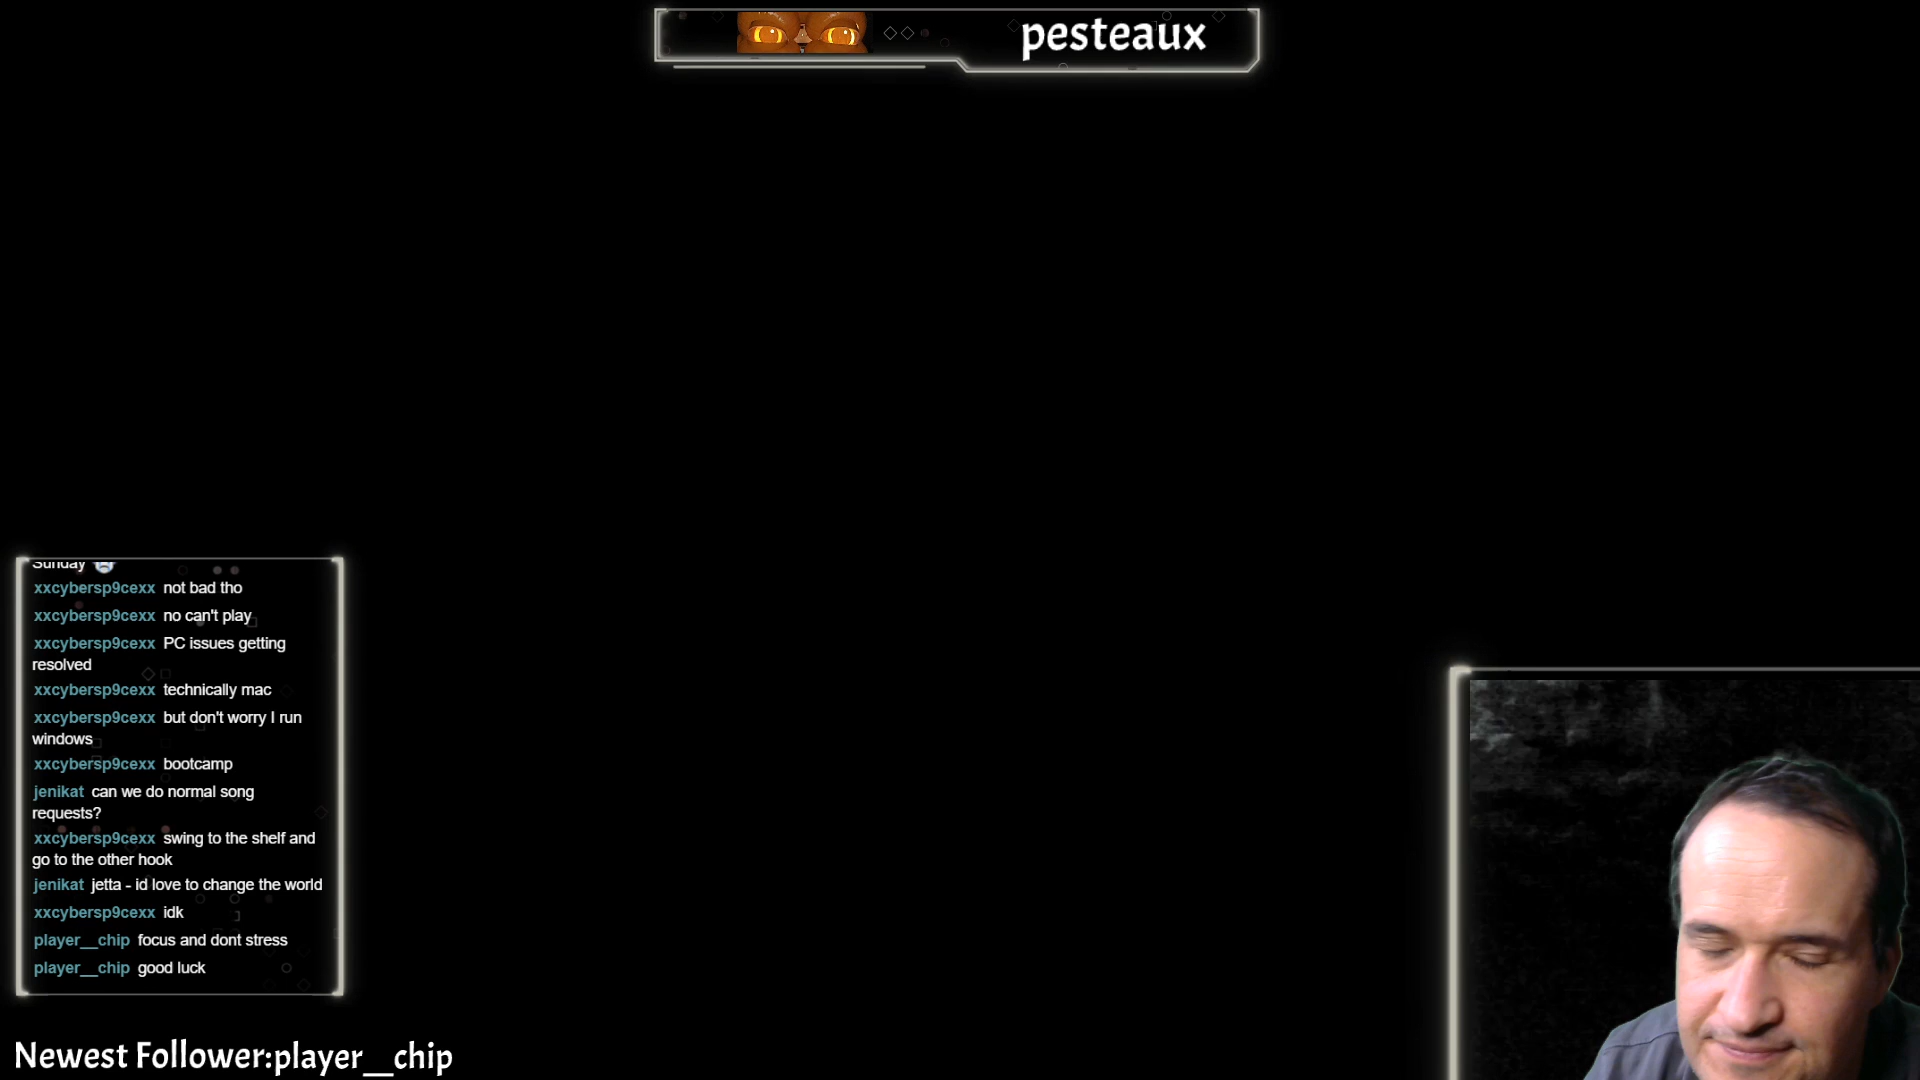 pesteaux
Sunday
xxcybersp9cexx not bad tho
xxcybersp9cexx no can't play
xxcybersp9cexx PC issues getting
resolved
xxcybersp9cexx technically mac
xxcybersp9cexx but don't worry I run
windows
xxcybersp9cexx bootcamp
jenikat can we do normal song
requests?
xxcybersp9cexx swing to the shelf and
go to the other hook
jenikat jetta - id love to change the world
xxcybersp9cexx idk
player__chip focus and dont stress
player__chip good luck
Newest Follower:player__chip